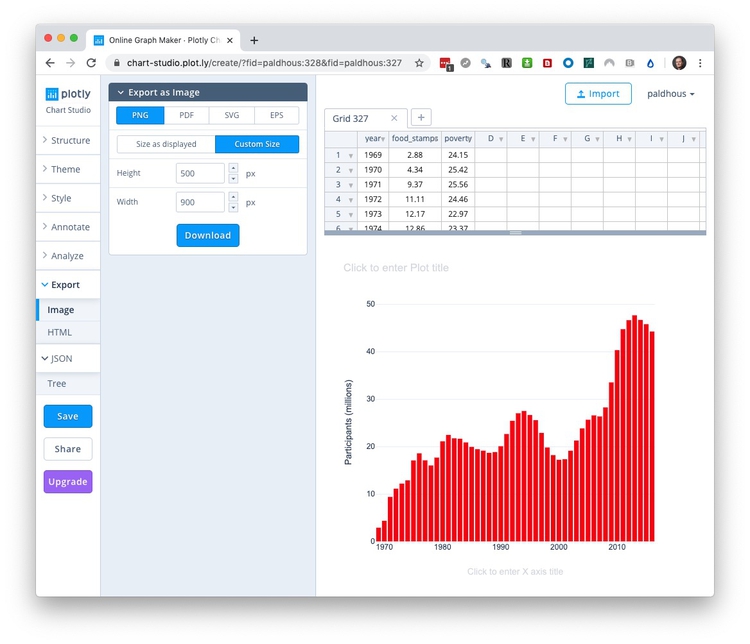 Online Graph Maker · Plotly Ch
chart-studio.plot.ly/create/?fid=paldhous:328&fid=paldhous:327
plotly
Chart Studio
Structure
Theme
Style
Annotate
Analyze
Export
Image
HTML
JSON
Tree
Save
Share
Upgrade
Export as Image
PNG PDF SVG EPS
Size as displayed Custom Size
Height 500 px
Width 900 px
Download
Import paldhous
Grid 327
year food_stamps poverty D E F G H I J
1 1969 2.88 24.15
2 1970 4.34 25.42
3 1971 9.37 25.56
4 1972 11.11 24.46
5 1973 12.17 22.97
6 1974 12.86 23.37
Click to enter Plot title
Participants (millions)
50
40
30
20
10
0
1970 1980 1990 2000 2010
Click to enter X axis title